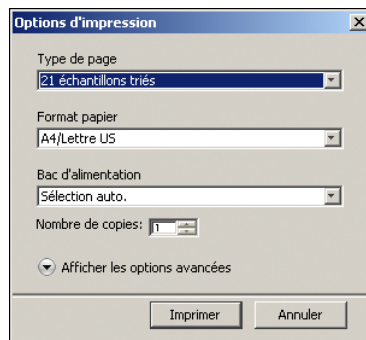 Options d'impression
Type de page
21 échantillons triés
Format papier
A4/Lettre US
Bac d'alimentation
Sélection auto.
Nombre de copies: 1
Afficher les options avancées
Imprimer Annuler